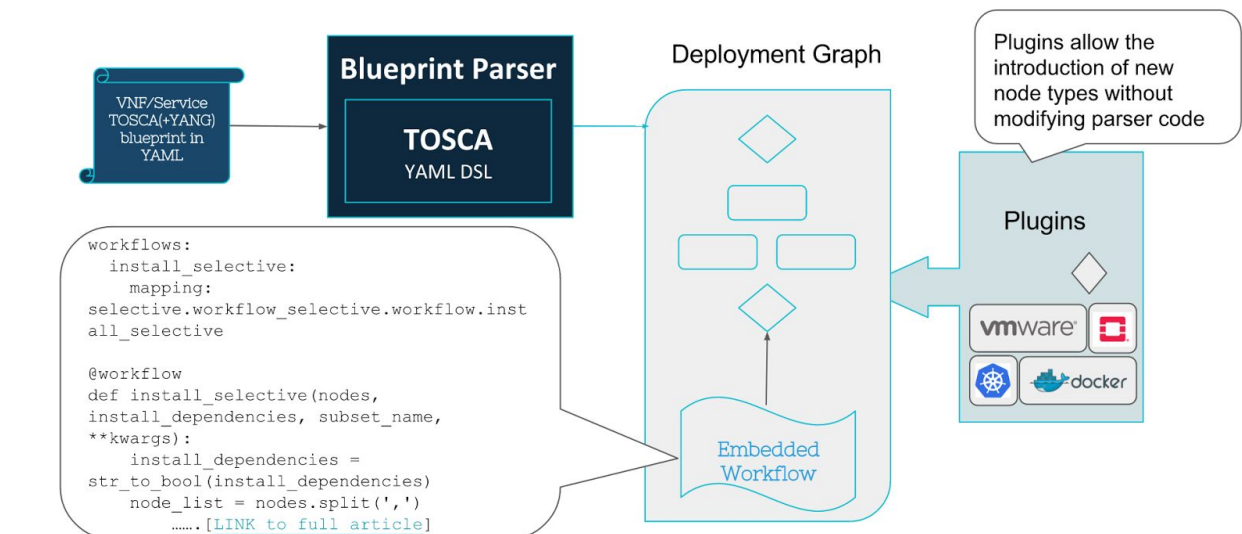 VNF/Service
TOSCA(+YANG)
blueprint in
YAML
Blueprint Parser
TOSCA
YAML DSL
Deployment Graph
Plugins allow the
introduction of new
node types without
modifying parser code
Plugins
vmware
docker
workflows:
  install_selective:
    mapping:
selective.workflow_selective.workflow.inst
all_selective
@workflow
def install_selective(nodes,
install_dependencies, subset_name,
**kwargs):
    install_dependencies =
str_to_bool(install_dependencies)
    node_list = nodes.split(',')
        …….[LINK to full article]
Embedded
Workflow